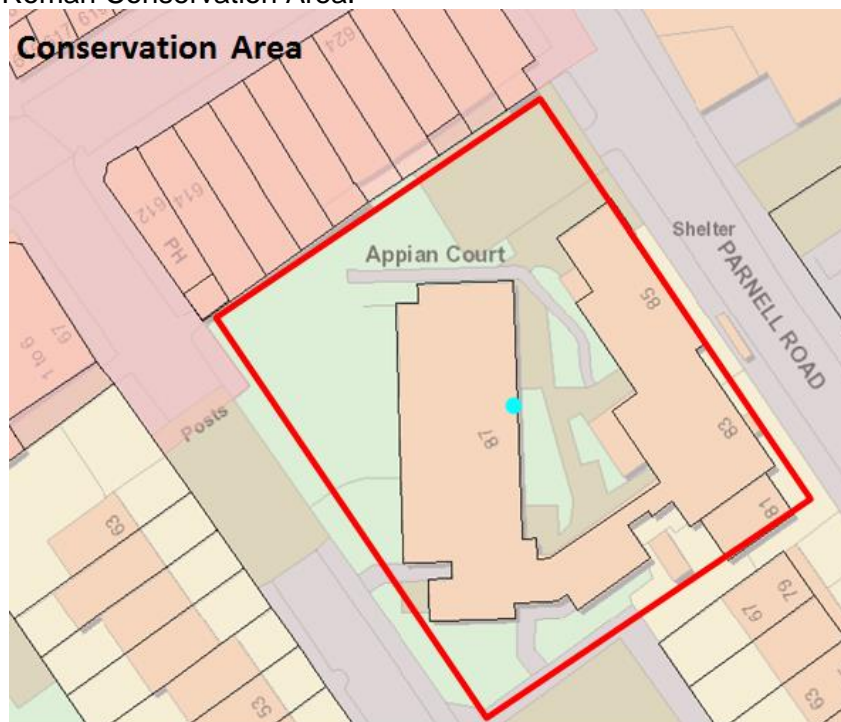 Roman Conservation Area.
Conservation Area
624
614
612
PH
Appian Court
Shelter
85
PARNELL ROAD
67
1 to 6
87
83
Posts
63
81
79
67
53